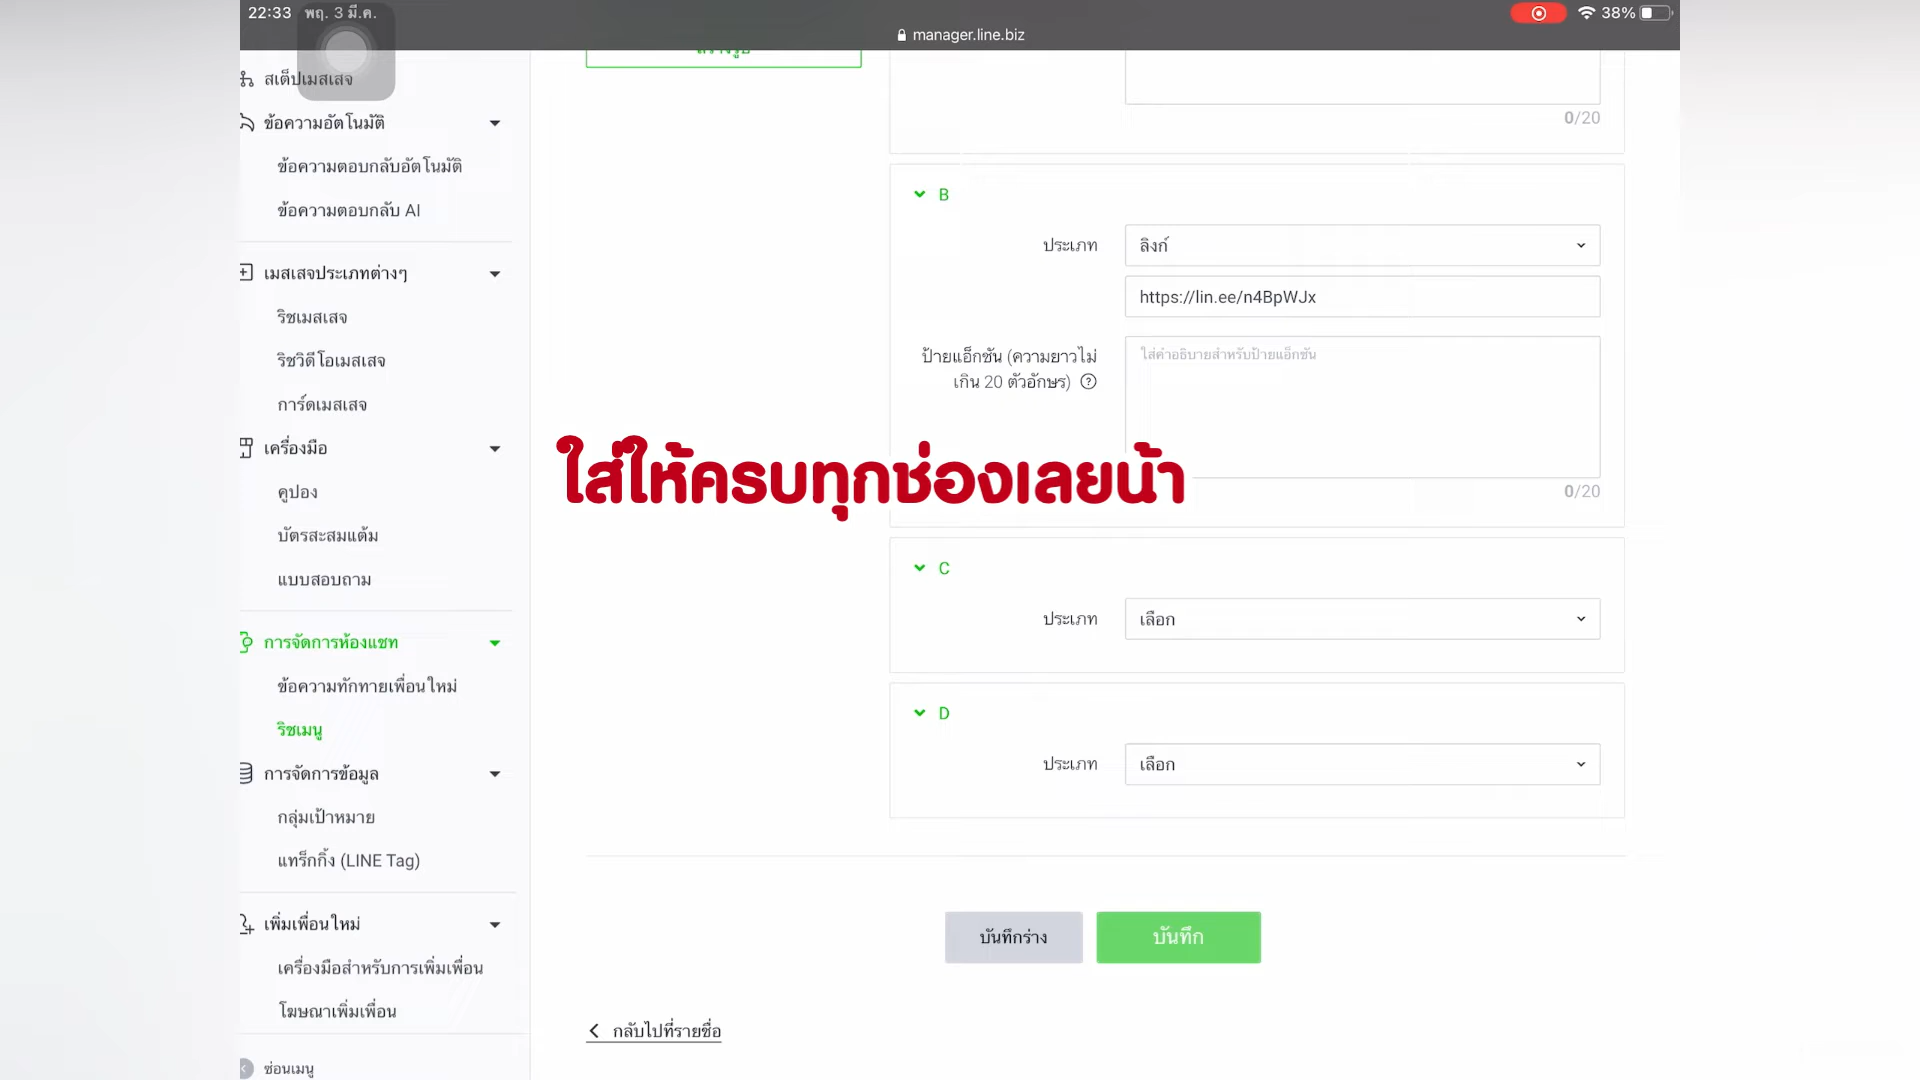 22:33 พฤ. 3 มี.ค.
38%
manager.line.biz
สร้างรูป
สเต็ปเมสเสจ
ข้อความอัตโนมัติ
ข้อความตอบกลับอัตโนมัติ
ข้อความตอบกลับ AI
เมสเสจประเภทต่างๆ
ริชเมสเสจ
ริชวิดีโอเมสเสจ
การ์ดเมสเสจ
เครื่องมือ
คูปอง
บัตรสะสมแต้ม
แบบสอบถาม
การจัดการห้องแชท
ข้อความทักทายเพื่อนใหม่
ริชเมนู
การจัดการข้อมูล
กลุ่มเป้าหมาย
แทร็กกิ้ง (LINE Tag)
เพิ่มเพื่อนใหม่
เครื่องมือสำหรับการเพิ่มเพื่อน
โฆษณาเพิ่มเพื่อน
ซ่อนเมนู
0/20
B
ประเภท
ลิงก์
https://lin.ee/n4BpWJx
ป้ายแอ็กชัน (ความยาวไม่
เกิน 20 ตัวอักษร) ?
ใส่คำอธิบายสำหรับป้ายแอ็กชัน
ใส่ให้ครบทุกช่องเลยน้า
0/20
C
ประเภท
เลือก
D
ประเภท
เลือก
บันทึกร่าง
บันทึก
กลับไปที่รายชื่อ